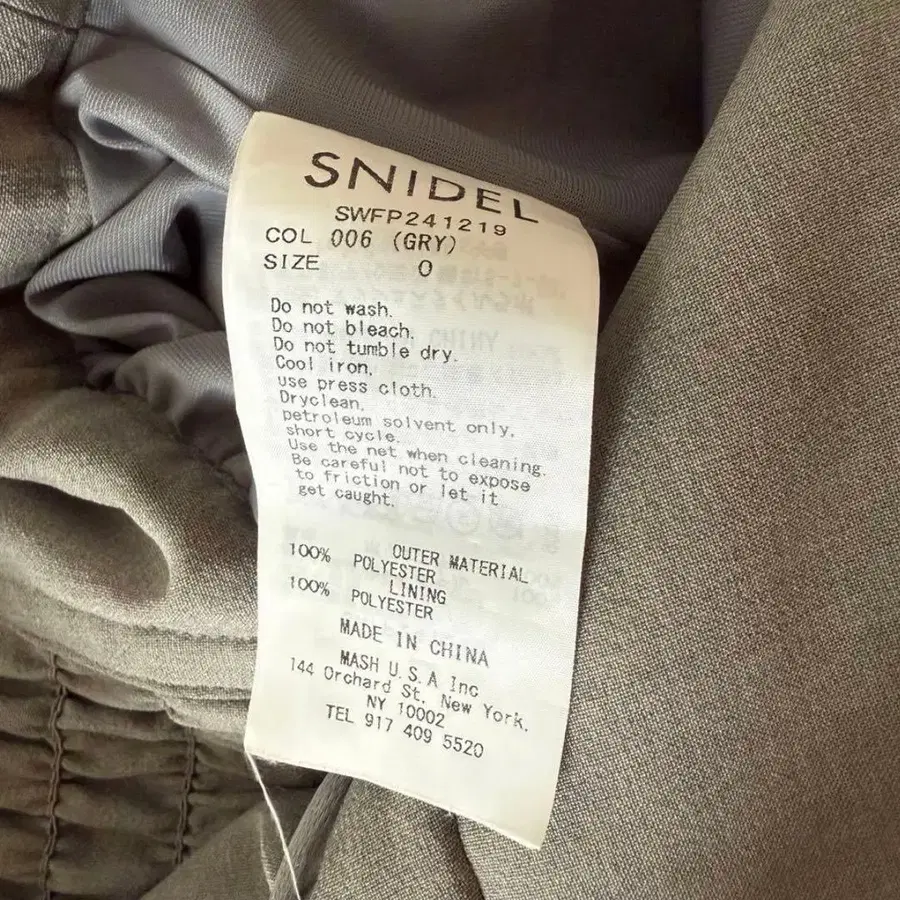 SNIDEL
SWFP241219
COL 006 (GRY)
SIZE 0
Do not wash.
Do not bleach.
Do not tumble dry.
Cool iron.
use press cloth.
Dryclean.
petroleum solvent only.
short cycle.
Use the net when cleaning.
Be careful not to expose
to friction or let it
get caught.
OUTER MATERIAL
100% POLYESTER
LINING
100% POLYESTER
MADE IN CHINA
MASH U.S.A Inc
144 Orchard St. New York.
NY 10002
TEL 917 409 5520